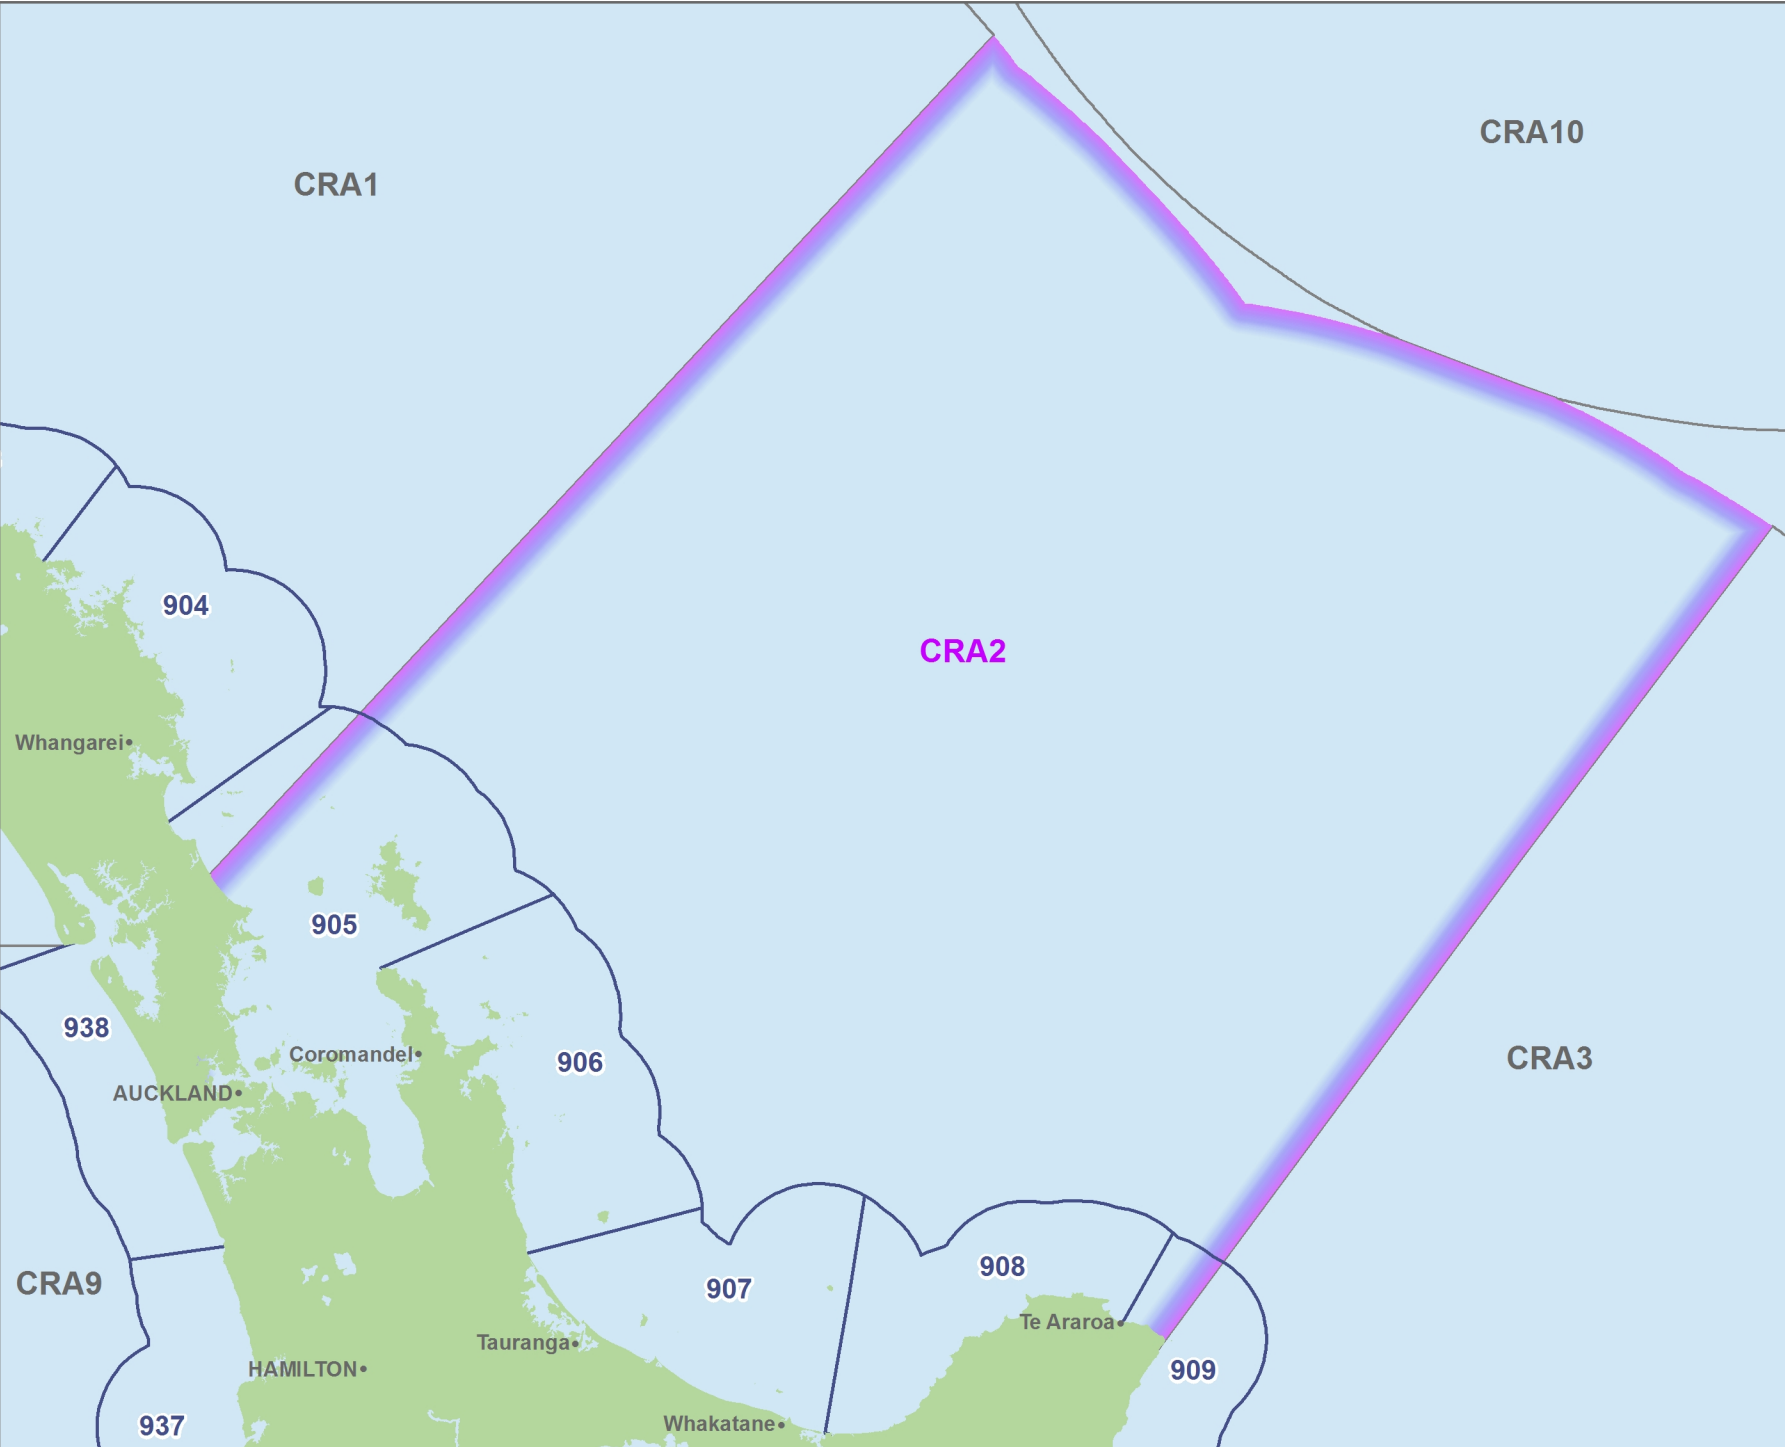 CRA10
CRA1
904
CRA2
Whangarei
905
938
Coromandel
906
CRA3
AUCKLAND
908
CRA9
907
Te Araroa
Tauranga
HAMILTON
909
Whakatane
937